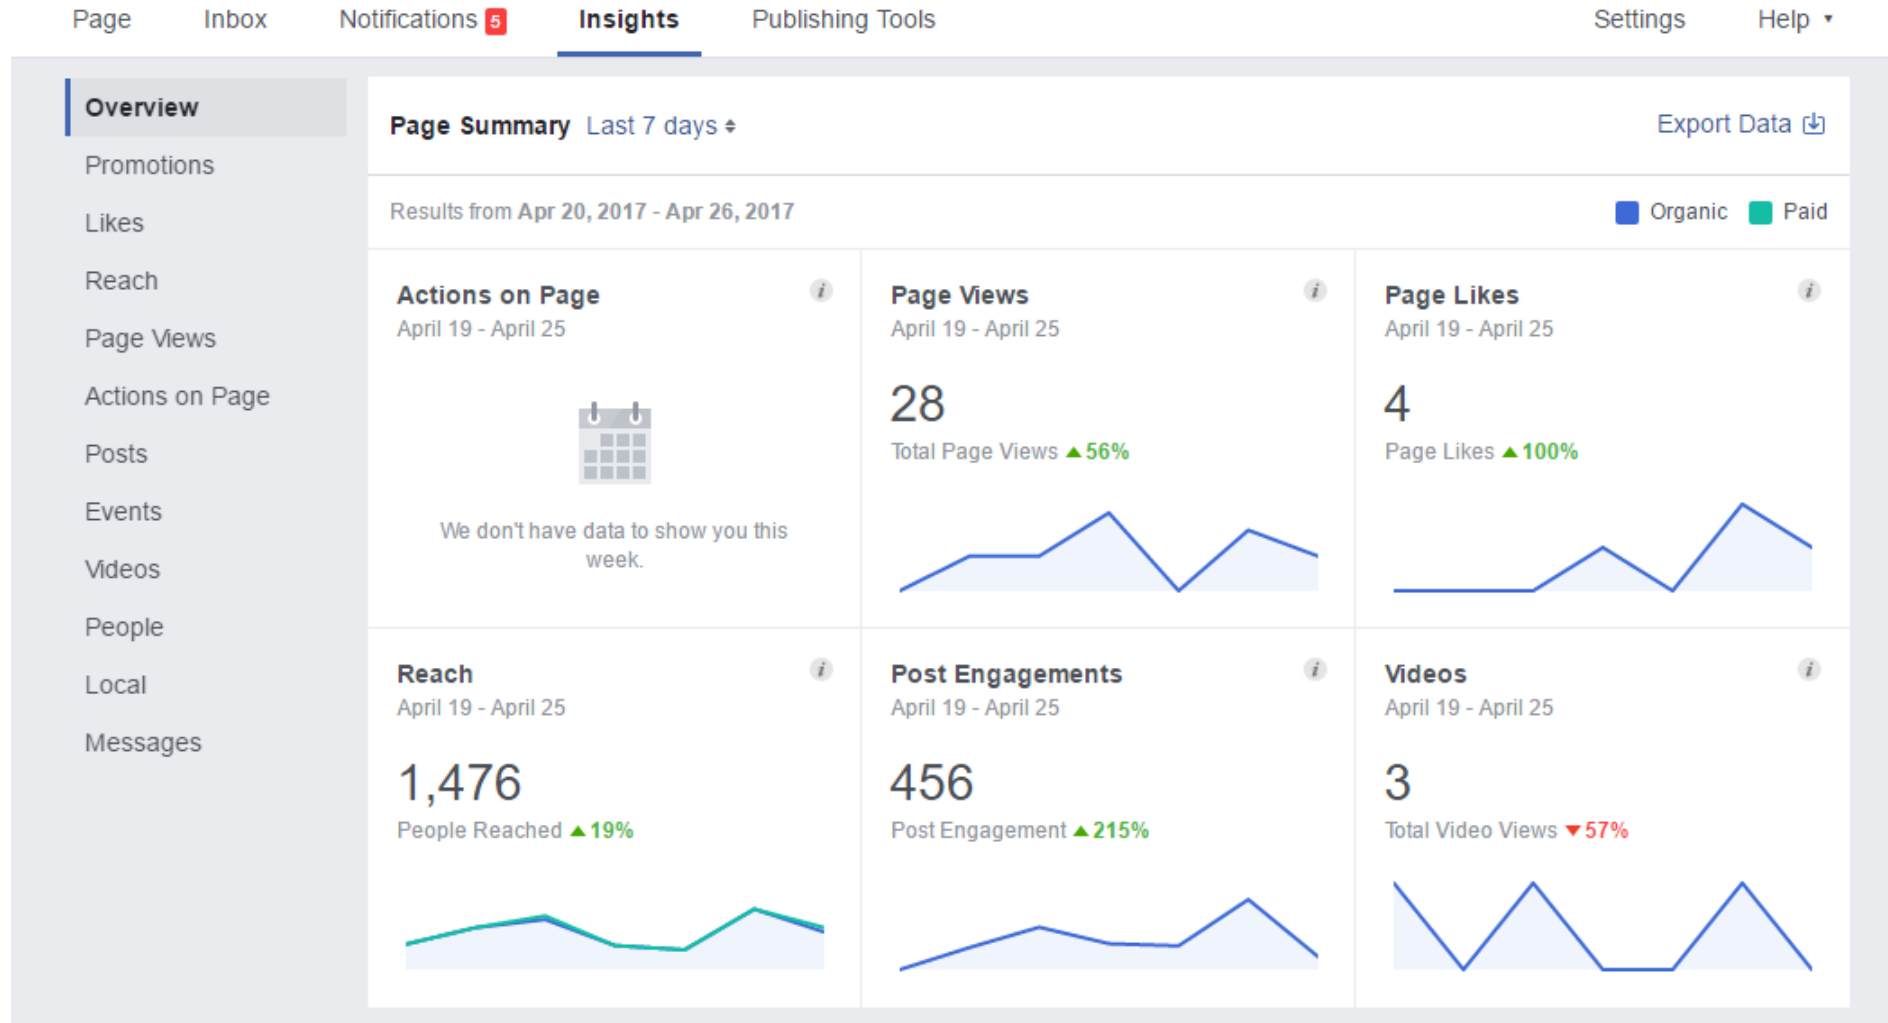 Page Inbox Notifications 5 Insights Publishing Tools Settings Help
Overview
Promotions
Likes
Reach
Page Views
Actions on Page
Posts
Events
Videos
People
Local
Messages
Page Summary Last 7 days
Export Data
Results from Apr 20, 2017 - Apr 26, 2017
Organic Paid
Actions on Page i
April 19 - April 25
We don't have data to show you this
week.
Page Views i
April 19 - April 25
28
Total Page Views ▲ 56%
Page Likes i
April 19 - April 25
4
Page Likes ▲ 100%
Reach i
April 19 - April 25
1,476
People Reached ▲ 19%
Post Engagements i
April 19 - April 25
456
Post Engagement ▲ 215%
Videos i
April 19 - April 25
3
Total Video Views ▼ 57%